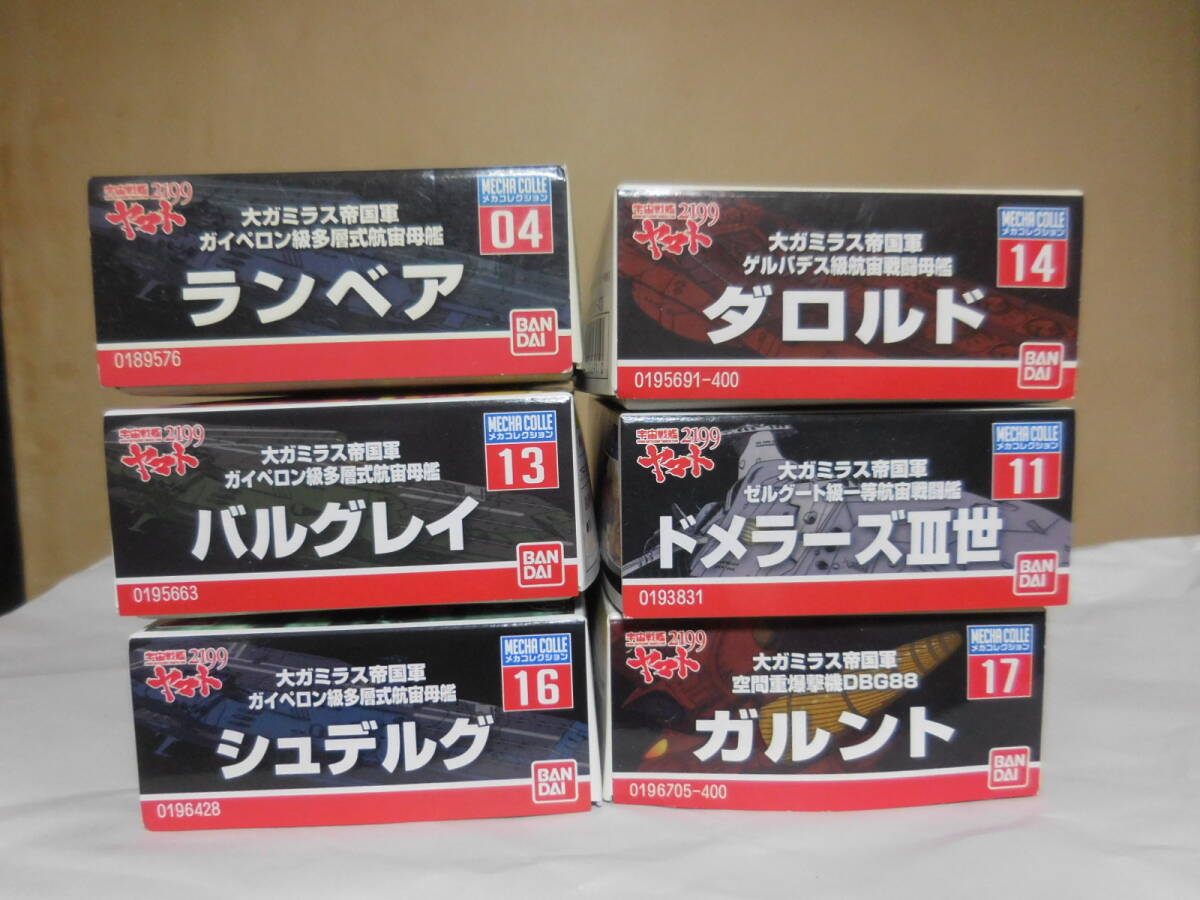 宇宙戦艦
ヤマト2199
大ガミラス帝国軍
ガイペロン級多層式航宙母艦
ランベア
MECHA COLLE
メカコレクション
04
BAN
DAI
0189576
宇宙戦艦
ヤマト2199
大ガミラス帝国軍
ゲルバデス級航宙戦闘母艦
ダロルド
MECHA COLLE
メカコレクション
14
BAN
DAI
0195691-400
宇宙戦艦
ヤマト2199
大ガミラス帝国軍
ガイペロン級多層式航宙母艦
バルグレイ
MECHA COLLE
メカコレクション
13
BAN
DAI
0195663
宇宙戦艦
ヤマト2199
大ガミラス帝国軍
ゼルグート級一等航宙戦闘艦
ドメラーズIII世
MECHA COLLE
メカコレクション
11
BAN
DAI
0193831
宇宙戦艦
ヤマト2199
大ガミラス帝国軍
ガイペロン級多層式航宙母艦
シュデルグ
MECHA COLLE
メカコレクション
16
BAN
DAI
0196428
宇宙戦艦
ヤマト2199
大ガミラス帝国軍
空間重爆撃機DBG88
ガルント
MECHA COLLE
メカコレクション
17
BAN
DAI
0196705-400